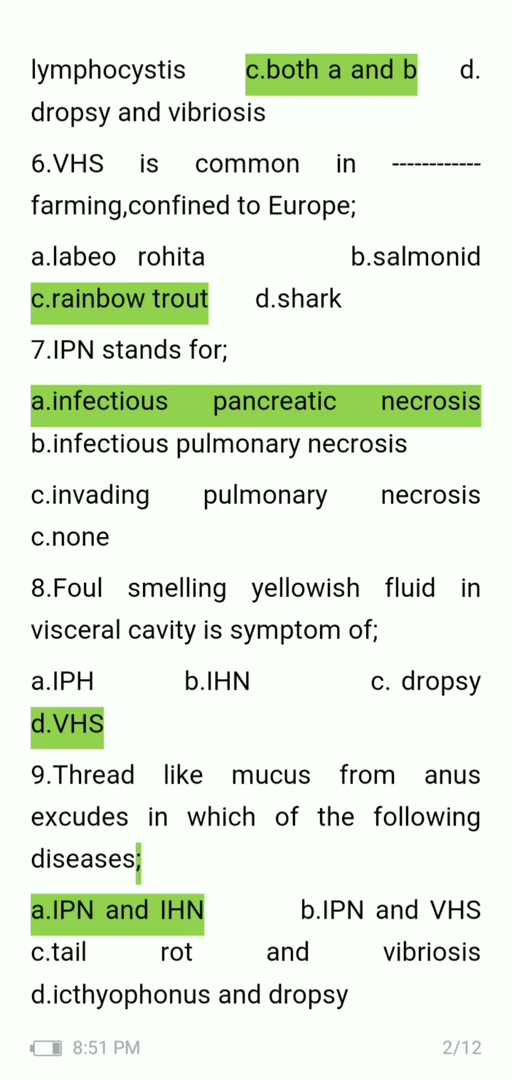 lymphocystis c.both a and b d.
dropsy and vibriosis
6.VHS is common in ------------
farming,confined to Europe;
a.labeo rohita b.salmonid
c.rainbow trout d.shark
7.IPN stands for;
a.infectious pancreatic necrosis
b.infectious pulmonary necrosis
c.invading pulmonary necrosis
c.none
8.Foul smelling yellowish fluid in
visceral cavity is symptom of;
a.IPH b.IHN c. dropsy
d.VHS
9.Thread like mucus from anus
excudes in which of the following
diseases;
a.IPN and IHN b.IPN and VHS
c.tail rot and vibriosis
d.icthyophonus and dropsy
8:51 PM 2/12